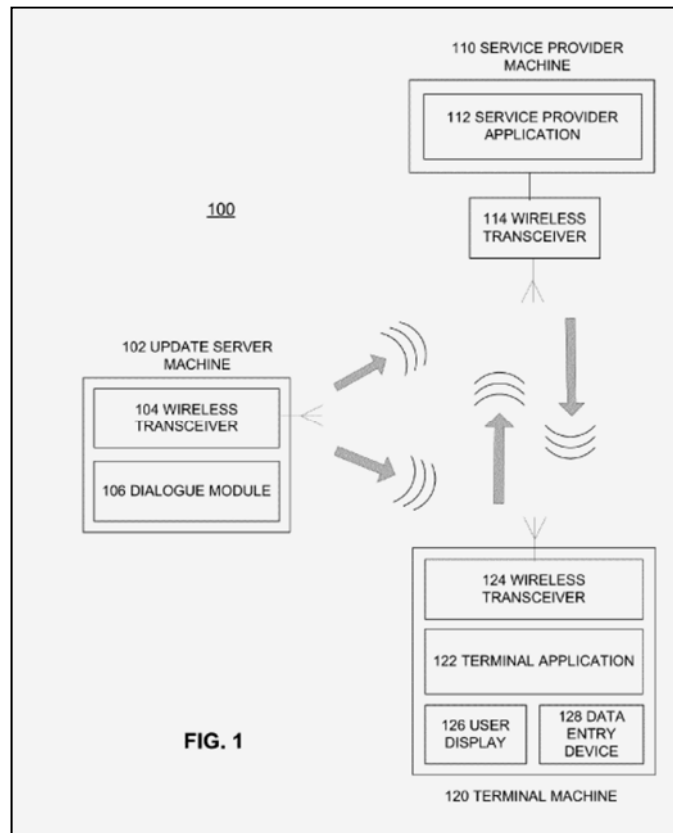 110 SERVICE PROVIDER
MACHINE
112 SERVICE PROVIDER
APPLICATION
100
114 WIRELESS
TRANSCEIVER
102 UPDATE SERVER
MACHINE
104 WIRELESS
TRANSCEIVER
106 DIALOGUE MODULE
124 WIRELESS
TRANSCEIVER
122 TERMINAL APPLICATION
126 USER
DISPLAY
128 DATA
ENTRY
DEVICE
FIG. 1
120 TERMINAL MACHINE